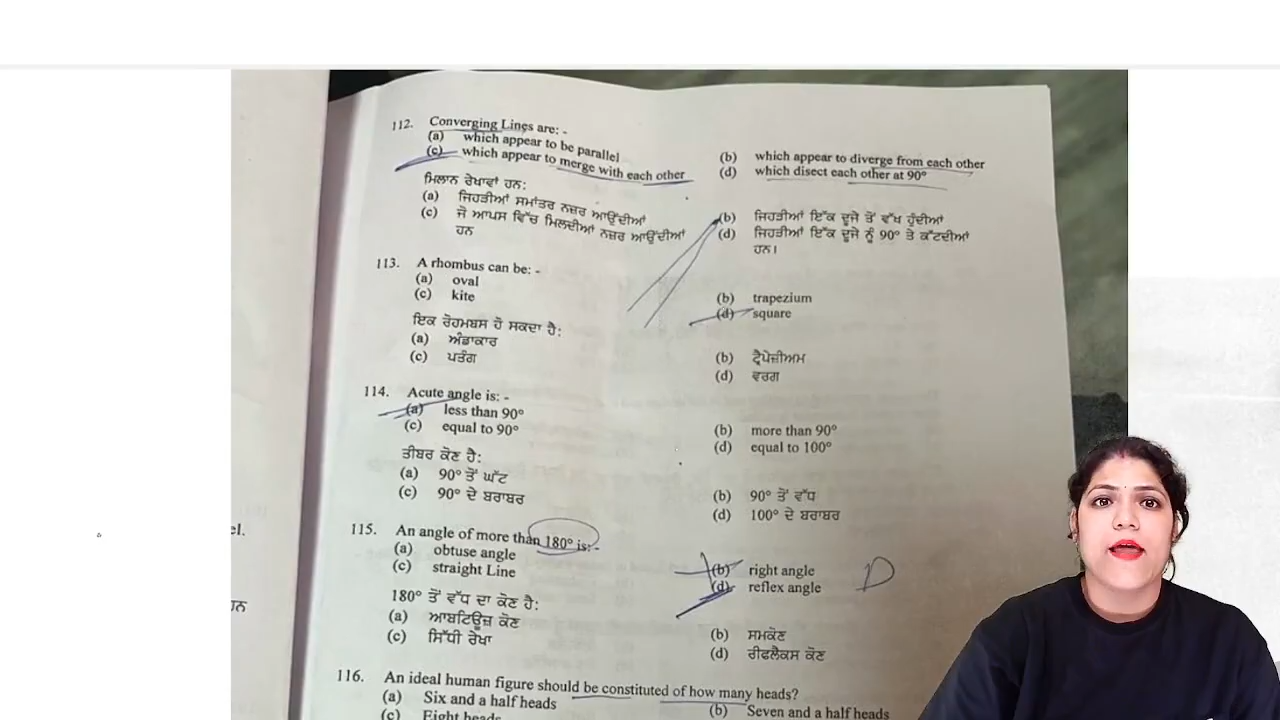 112. Converging Lines are: -
(a) which appear to be parallel
(b) which appear to diverge from each other
(c) which appear to merge with each other
(d) which disect each other at 90°
ਮਿਲਾਨ ਰੇਖਾਵਾਂ ਹਨ:
(a) ਜਿਹੜੀਆਂ ਸਮਾਂਤਰ ਨਜ਼ਰ ਆਉਂਦੀਆਂ
(b) ਜਿਹੜੀਆਂ ਇੱਕ ਦੂਜੇ ਤੋਂ ਵੱਖ ਹੁੰਦੀਆਂ
(c) ਜੋ ਆਪਸ ਵਿੱਚ ਮਿਲਦੀਆਂ ਨਜ਼ਰ ਆਉਂਦੀਆਂ
ਹਨ
(d) ਜਿਹੜੀਆਂ ਇੱਕ ਦੂਜੇ ਨੂੰ 90° ਤੇ ਕੱਟਦੀਆਂ
ਹਨ।
113. A rhombus can be: -
(a) oval
(b) trapezium
(c) kite
(d) square
ਇਕ ਰੋਹਮਬਸ ਹੋ ਸਕਦਾ ਹੈ:
(a) ਅੰਡਾਕਾਰ
(b) ਟ੍ਰੈਪੇਜ਼ੀਅਮ
(c) ਪਤੰਗ
(d) ਵਰਗ
114. Acute angle is: -
(a) less than 90°
(b) more than 90°
(c) equal to 90°
(d) equal to 100°
ਤੀਬਰ ਕੋਣ ਹੈ:
(a) 90° ਤੋਂ ਘੱਟ
(b) 90° ਤੋਂ ਵੱਧ
(c) 90° ਦੇ ਬਰਾਬਰ
(d) 100° ਦੇ ਬਰਾਬਰ
115. An angle of more than 180° is: -
(a) obtuse angle
(b) right angle
(c) straight Line
(d) reflex angle
D
180° ਤੋਂ ਵੱਧ ਦਾ ਕੋਣ ਹੈ:
(a) ਆਬਟਿਊਜ਼ ਕੋਣ
(b) ਸਮਕੋਣ
(c) ਸਿੱਧੀ ਰੇਖਾ
(d) ਰੀਫਲੈਕਸ ਕੋਣ
116. An ideal human figure should be constituted of how many heads?
(a) Six and a half heads
(b) Seven and a half heads
(c) Eight heads
el.
ਹਨ